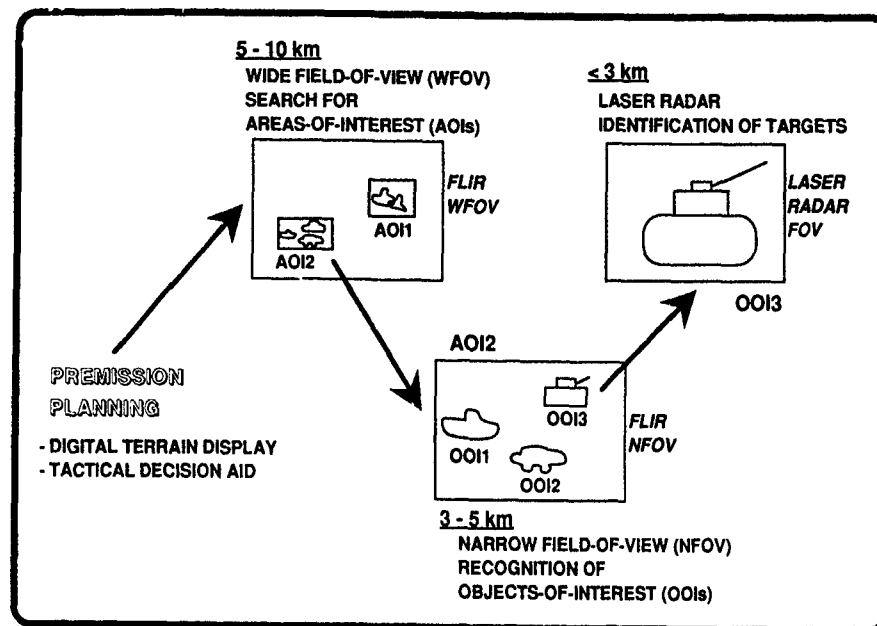 5 - 10 km
WIDE FIELD-OF-VIEW (WFOV)
SEARCH FOR
AREAS-OF-INTEREST (AOIs)
FLIR
WFOV
AOI1
AOI2
< 3 km
LASER RADAR
IDENTIFICATION OF TARGETS
LASER
RADAR
FOV
OOI3
PREMISSION
PLANNING
- DIGITAL TERRAIN DISPLAY
- TACTICAL DECISION AID
AOI2
OOI3
OOI1
OOI2
FLIR
NFOV
3 - 5 km
NARROW FIELD-OF-VIEW (NFOV)
RECOGNITION OF
OBJECTS-OF-INTEREST (OOIs)